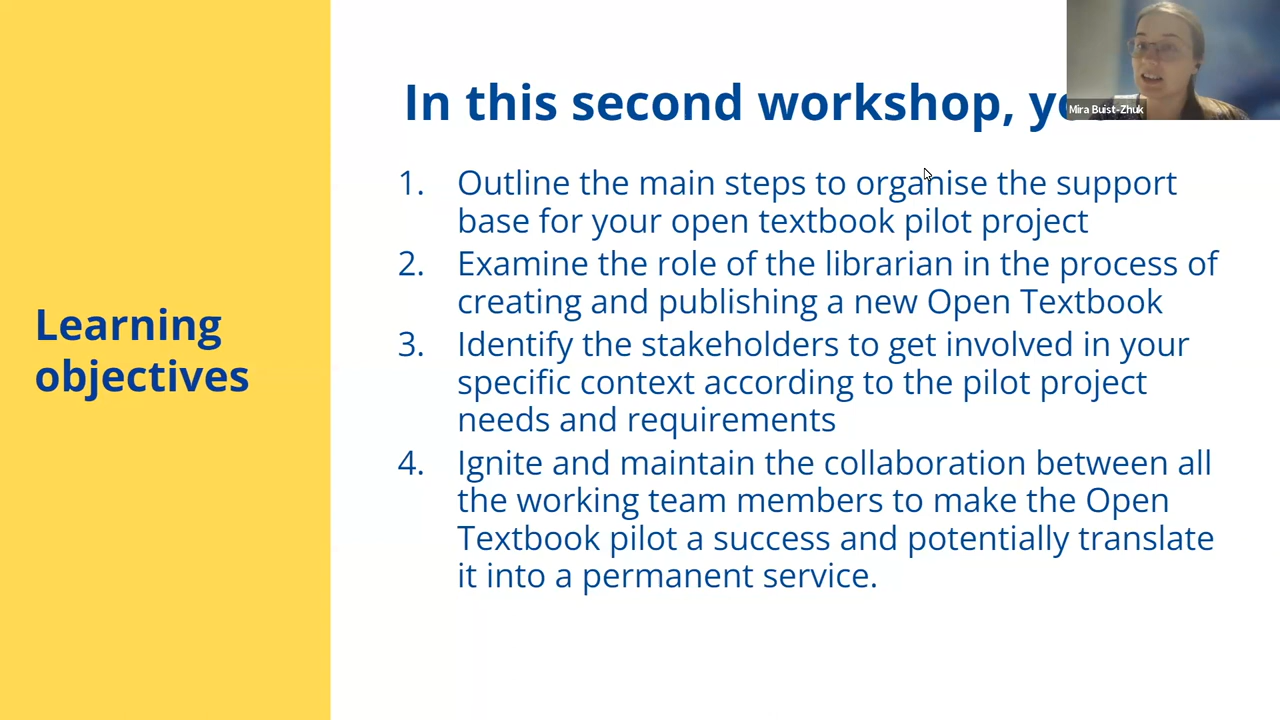 Learning
objectives
In this second workshop,
1. Outline the main steps to organise the support
base for your open textbook pilot project
2. Examine the role of the librarian in the process of
creating and publishing a new Open Textbook
3. Identify the stakeholders to get involved in your
specific context according to the pilot project
needs and requirements
4. Ignite and maintain the collaboration between all
the working team members to make the Open
Textbook pilot a success and potentially translate
it into a permanent service.
Mira Buist-Zhuk